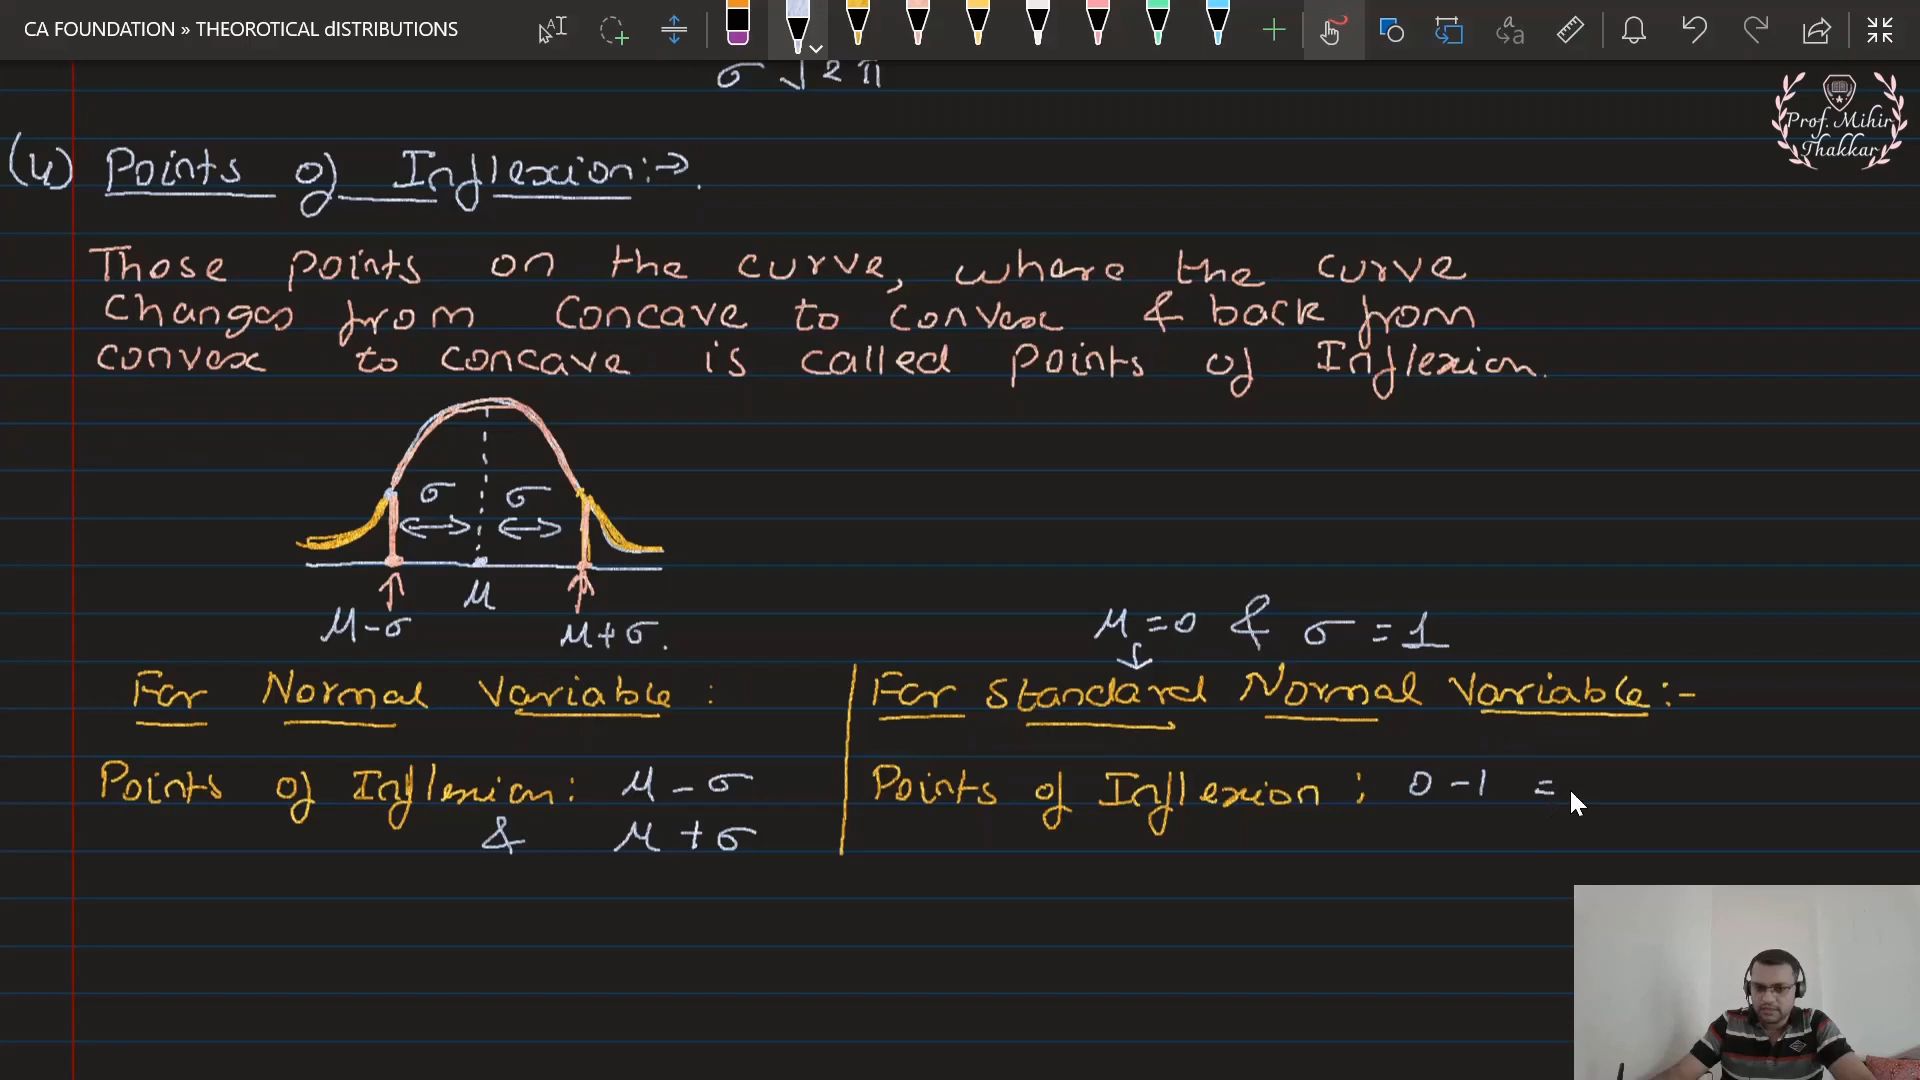 CA FOUNDATION » THEOROTICAL dISTRIBUTIONS
σ √2π
Prof. Mihir
Thakkar
(4) Points of Inflexion:→.
Those points on the curve, where the curve
changes from concave to convex & back from
convex to concave is called points of Inflexion.
σ σ
μ
μ-σ μ+σ.
μ=0 & σ=1
For Normal Variable :
Points of Inflexion: μ-σ
& μ+σ
For Standard Normal Variable:-
Points of Inflexion: 0-1 =